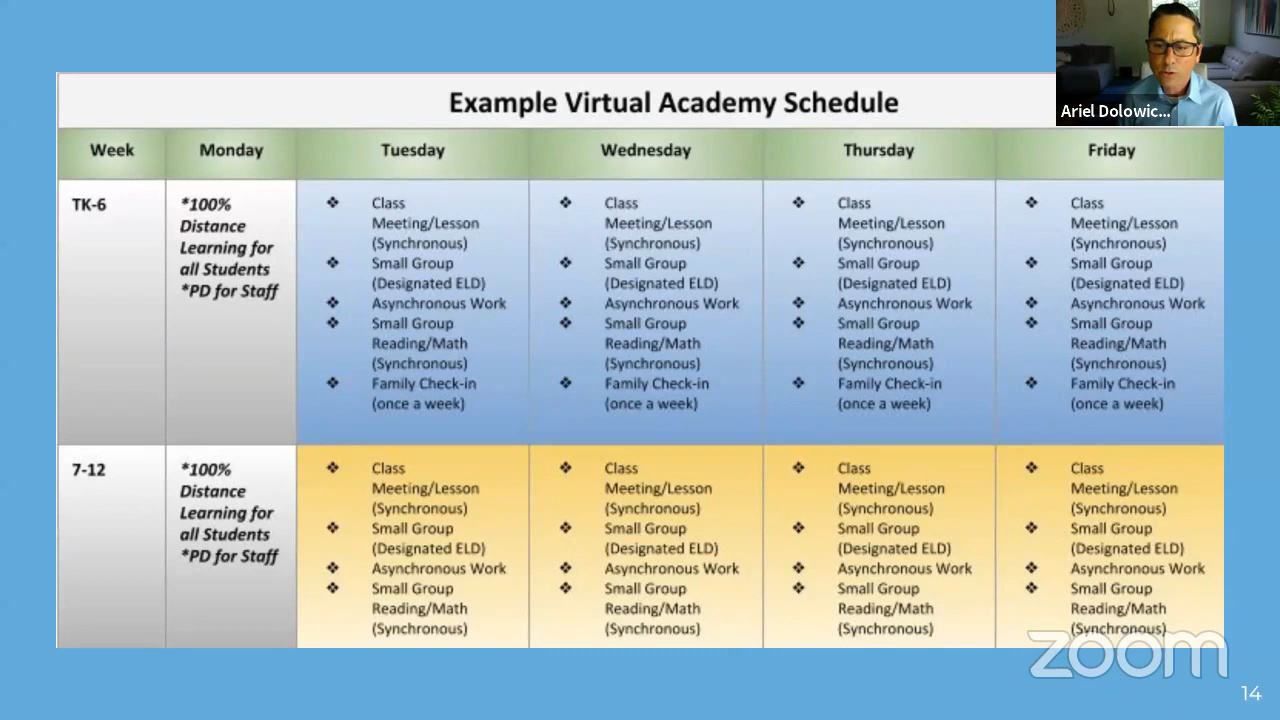 Ariel Dolowic...
Example Virtual Academy Schedule
Week
Monday
Tuesday
Wednesday
Thursday
Friday
TK-6
*100%
Distance
Learning for
all Students
*PD for Staff
❖ Class
Meeting/Lesson
(Synchronous)
❖ Small Group
(Designated ELD)
❖ Asynchronous Work
❖ Small Group
Reading/Math
(Synchronous)
❖ Family Check-in
(once a week)
❖ Class
Meeting/Lesson
(Synchronous)
❖ Small Group
(Designated ELD)
❖ Asynchronous Work
❖ Small Group
Reading/Math
(Synchronous)
❖ Family Check-in
(once a week)
❖ Class
Meeting/Lesson
(Synchronous)
❖ Small Group
(Designated ELD)
❖ Asynchronous Work
❖ Small Group
Reading/Math
(Synchronous)
❖ Family Check-in
(once a week)
❖ Class
Meeting/Lesson
(Synchronous)
❖ Small Group
(Designated ELD)
❖ Asynchronous Work
❖ Small Group
Reading/Math
(Synchronous)
❖ Family Check-in
(once a week)
7-12
*100%
Distance
Learning for
all Students
*PD for Staff
❖ Class
Meeting/Lesson
(Synchronous)
❖ Small Group
(Designated ELD)
❖ Asynchronous Work
❖ Small Group
Reading/Math
(Synchronous)
❖ Class
Meeting/Lesson
(Synchronous)
❖ Small Group
(Designated ELD)
❖ Asynchronous Work
❖ Small Group
Reading/Math
(Synchronous)
❖ Class
Meeting/Lesson
(Synchronous)
❖ Small Group
(Designated ELD)
❖ Asynchronous Work
❖ Small Group
Reading/Math
(Synchronous)
❖ Class
Meeting/Lesson
(Synchronous)
❖ Small Group
(Designated ELD)
❖ Asynchronous Work
❖ Small Group
Reading/Math
(Synchronous)
zoom
14